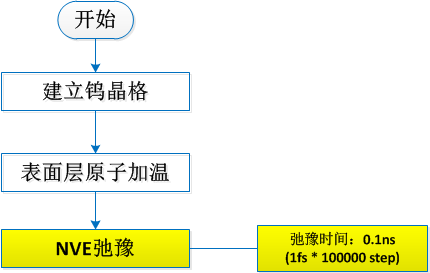 开始
建立钨晶格
表面层原子加温
NVE弛豫
弛豫时间：0.1ns
(1fs * 100000 step)